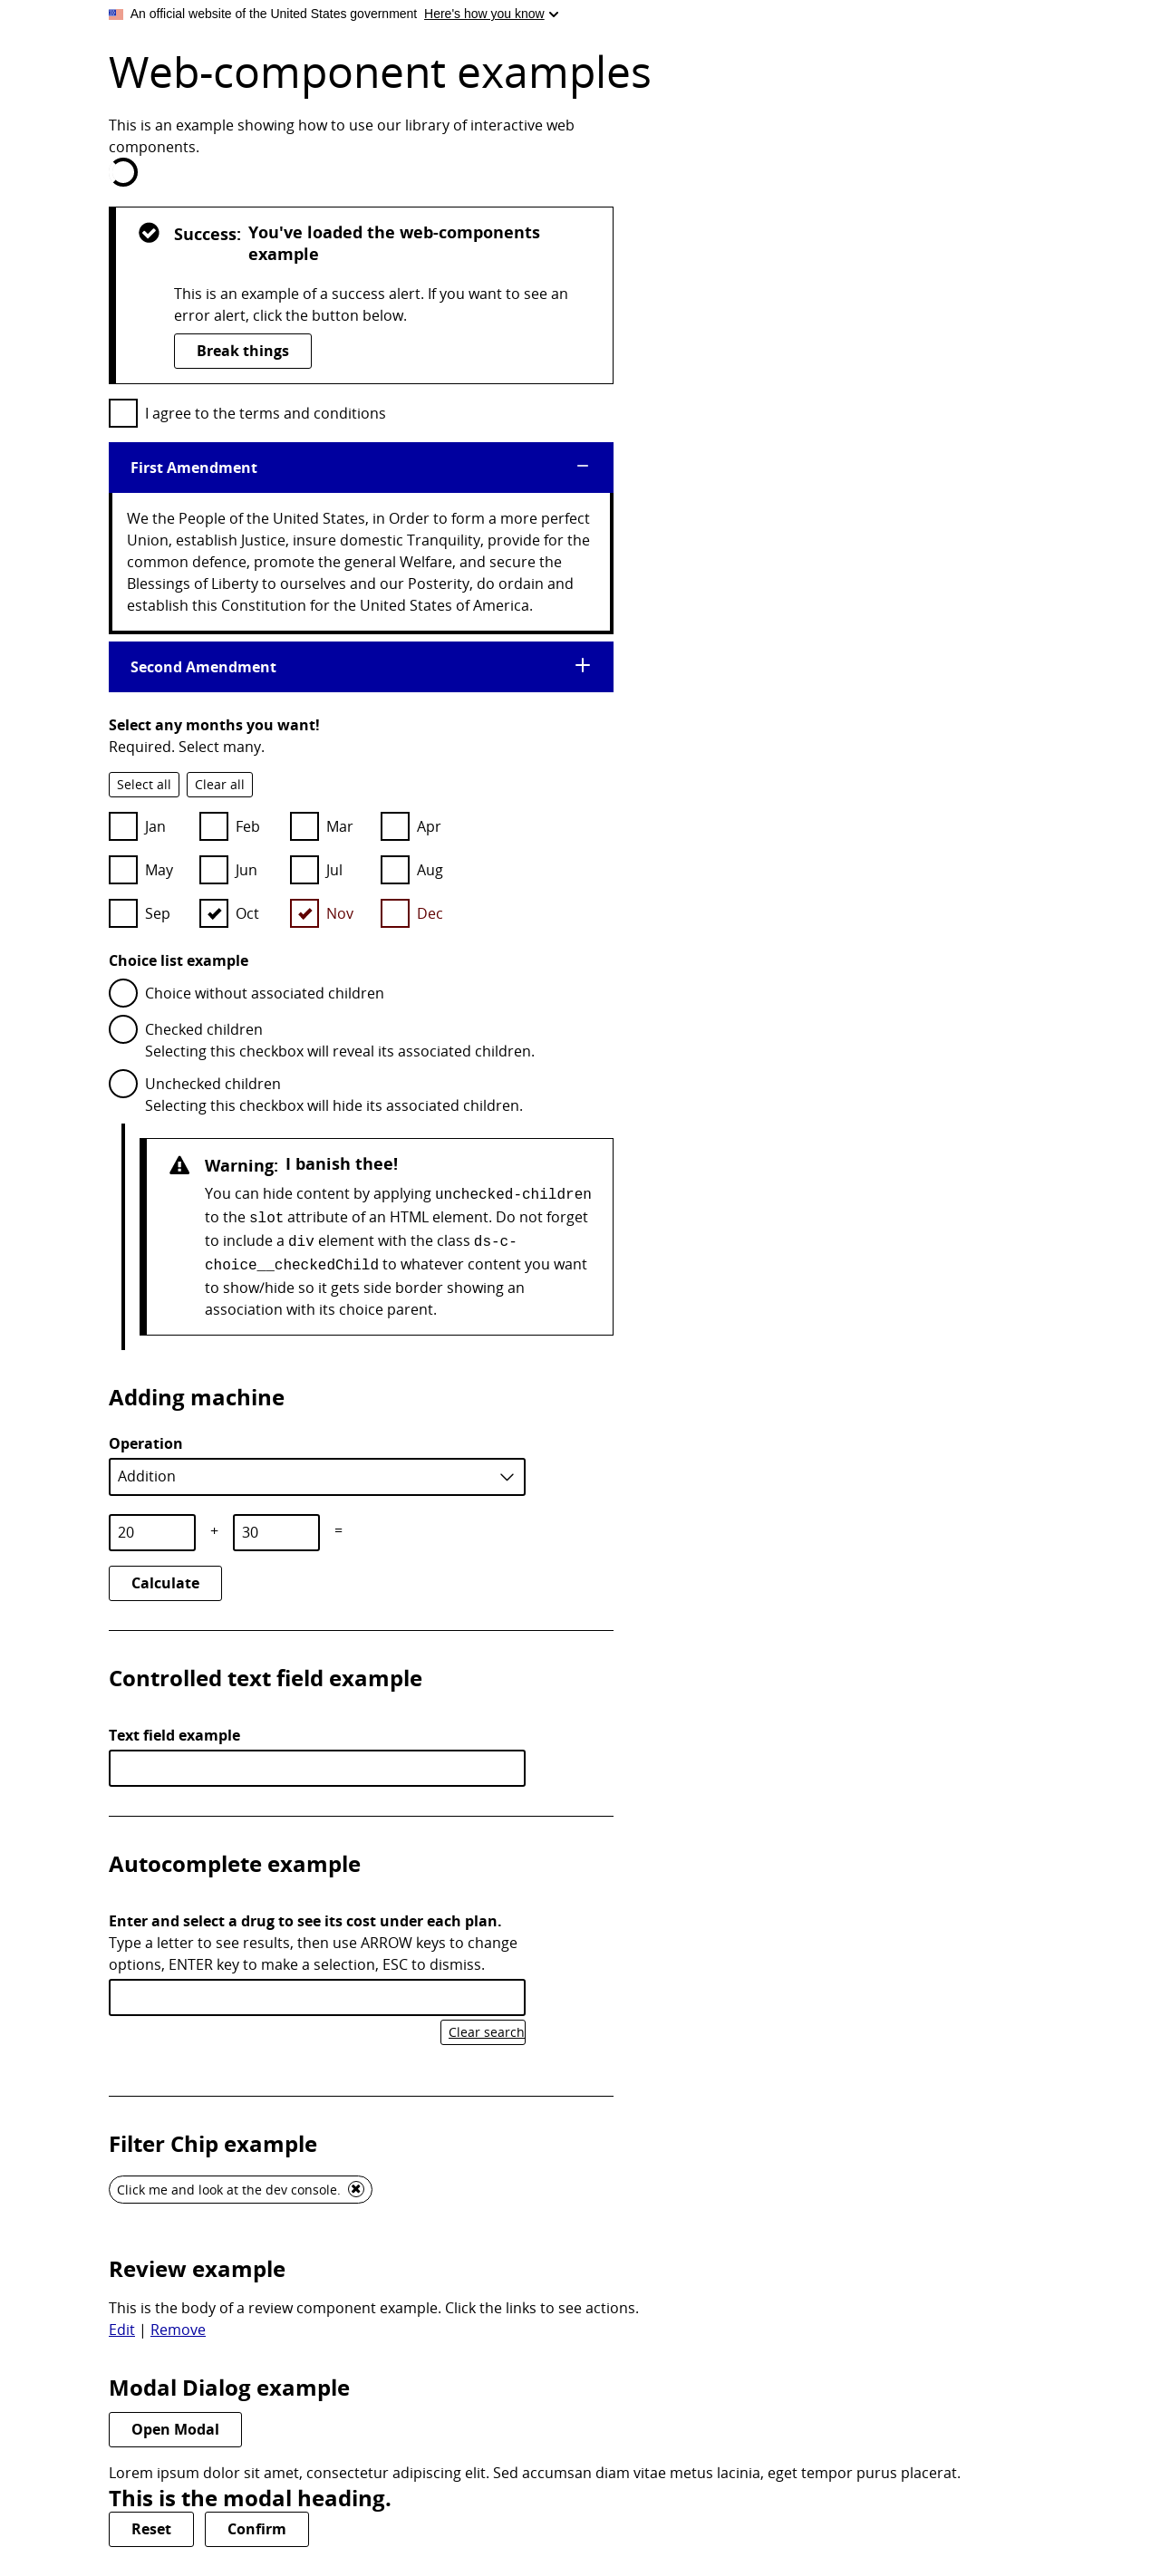 An official website of the United States government Here's how you know
Web-component examples
This is an example showing how to use our library of interactive web
components.
Success: You've loaded the web-components
example
This is an example of a success alert. If you want to see an
error alert, click the button below.
Break things
I agree to the terms and conditions
First Amendment
We the People of the United States, in Order to form a more perfect
Union, establish Justice, insure domestic Tranquility, provide for the
common defence, promote the general Welfare, and secure the
Blessings of Liberty to ourselves and our Posterity, do ordain and
establish this Constitution for the United States of America.
Second Amendment
Select any months you want!
Required. Select many.
Select all Clear all
Jan Feb Mar Apr
May Jun Jul Aug
Sep Oct Nov Dec
Choice list example
Choice without associated children
Checked children
Selecting this checkbox will reveal its associated children.
Unchecked children
Selecting this checkbox will hide its associated children.
Warning: I banish thee!
You can hide content by applying unchecked-children
to the slot attribute of an HTML element. Do not forget
to include a div element with the class ds-c-
choice__checkedChild to whatever content you want
to show/hide so it gets side border showing an
association with its choice parent.
Adding machine
Operation
Addition
20 + 30 =
Calculate
Controlled text field example
Text field example
Autocomplete example
Enter and select a drug to see its cost under each plan.
Type a letter to see results, then use ARROW keys to change
options, ENTER key to make a selection, ESC to dismiss.
Clear search
Filter Chip example
Click me and look at the dev console.
Review example
This is the body of a review component example. Click the links to see actions.
Edit | Remove
Modal Dialog example
Open Modal
Lorem ipsum dolor sit amet, consectetur adipiscing elit. Sed accumsan diam vitae metus lacinia, eget tempor purus placerat.
This is the modal heading.
Reset Confirm